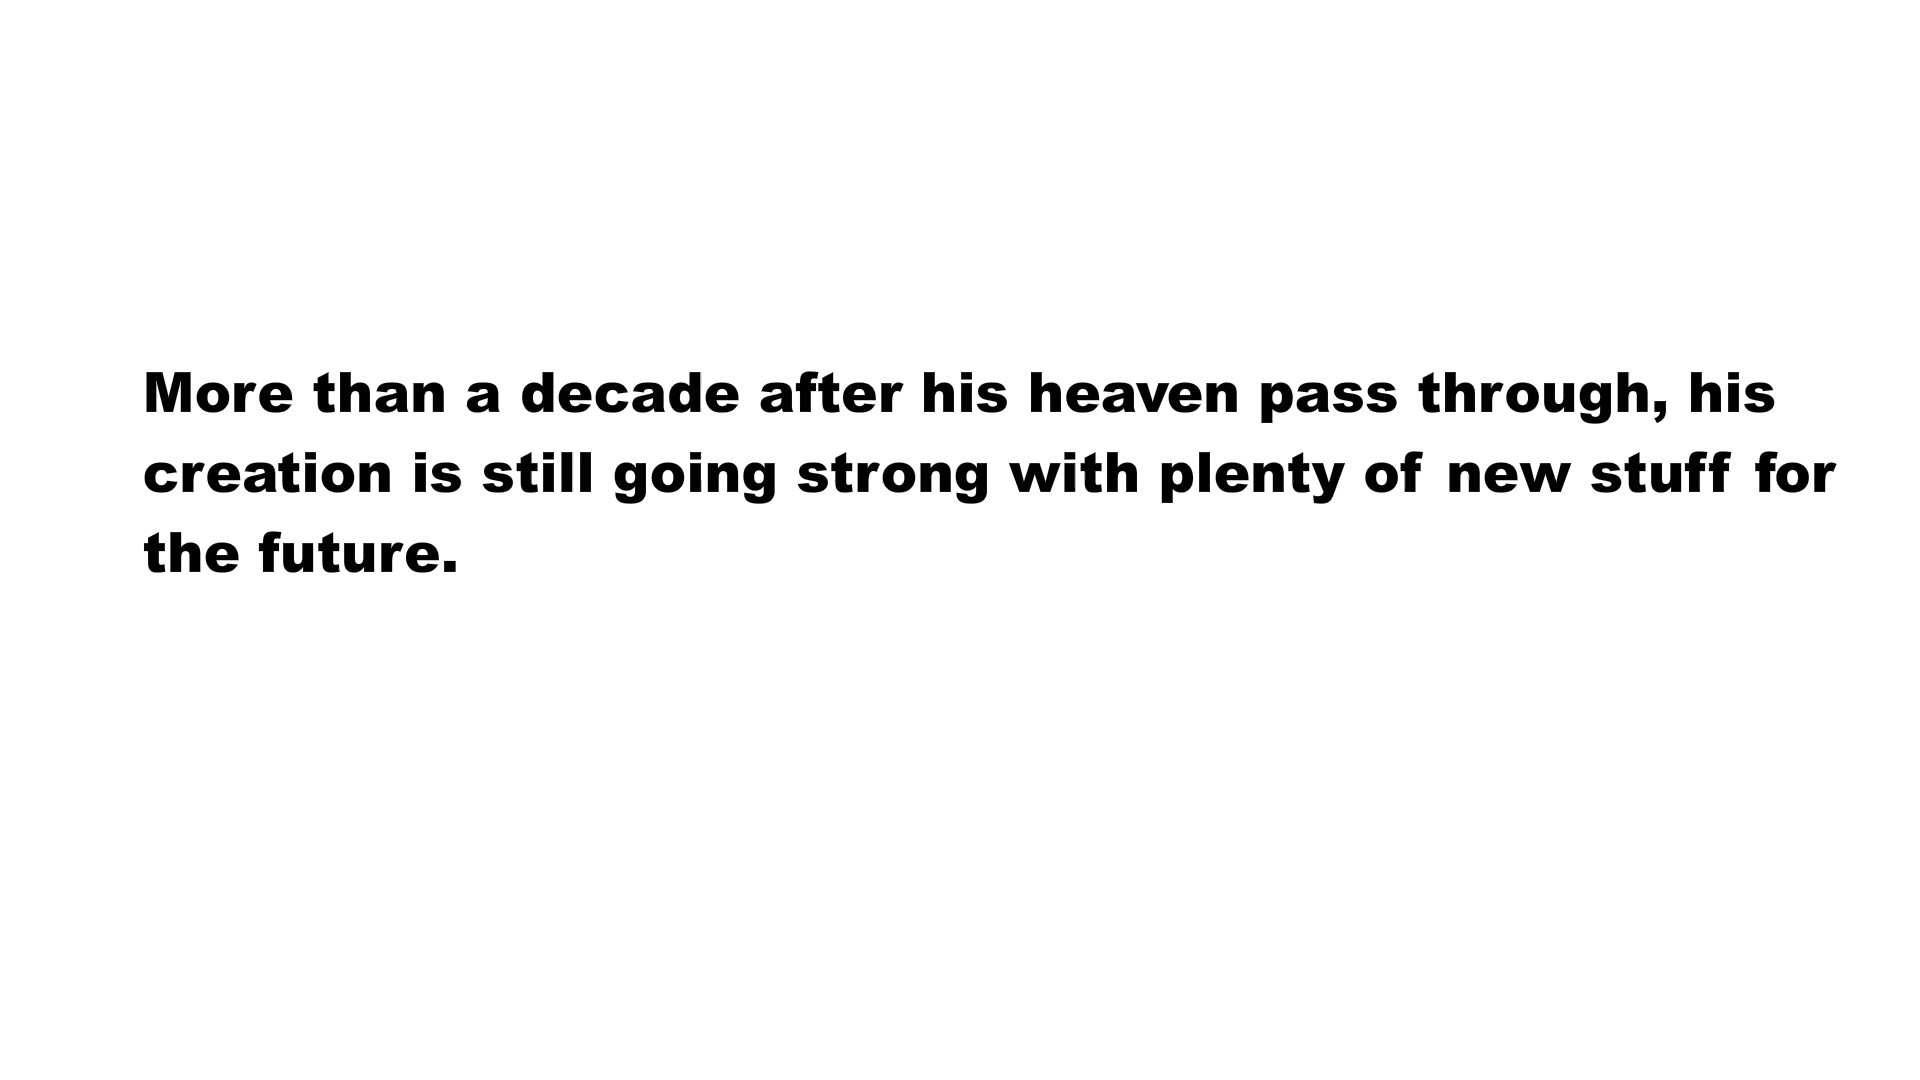 More than a decade after his heaven pass through, his
creation is still going strong with plenty of new stuff for
the future.